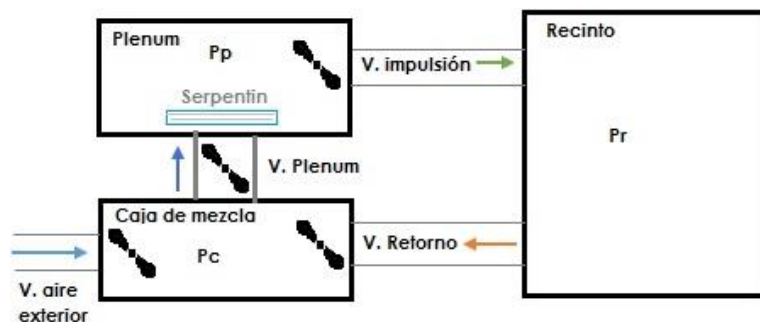 Plenum
Pp
Serpentin
V. impulsión
Recinto
Pr
V. Plenum
Caja de mezcla
Pc
V. Retorno
V. aire
exterior